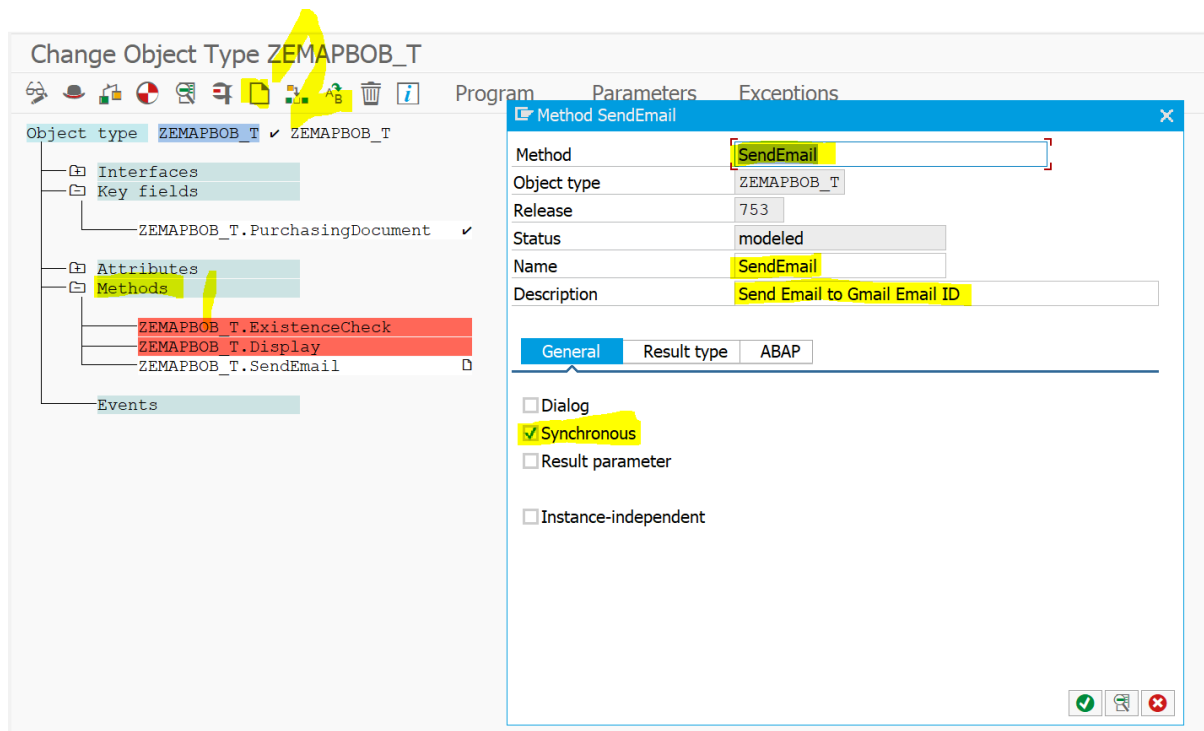 Change Object Type ZEMAPBOB_T
Program Parameters Exceptions
Object type ZEMAPBOB_T ZEMAPBOB_T
Interfaces
Key fields
ZEMAPBOB_T.PurchasingDocument
Attributes
Methods
ZEMAPBOB_T.ExistenceCheck
ZEMAPBOB_T.Display
ZEMAPBOB_T.SendEmail
Events
Method SendEmail
Method SendEmail
Object type ZEMAPBOB_T
Release 753
Status modeled
Name SendEmail
Description Send Email to Gmail Email ID
General Result type ABAP
Dialog
Synchronous
Result parameter
Instance-independent